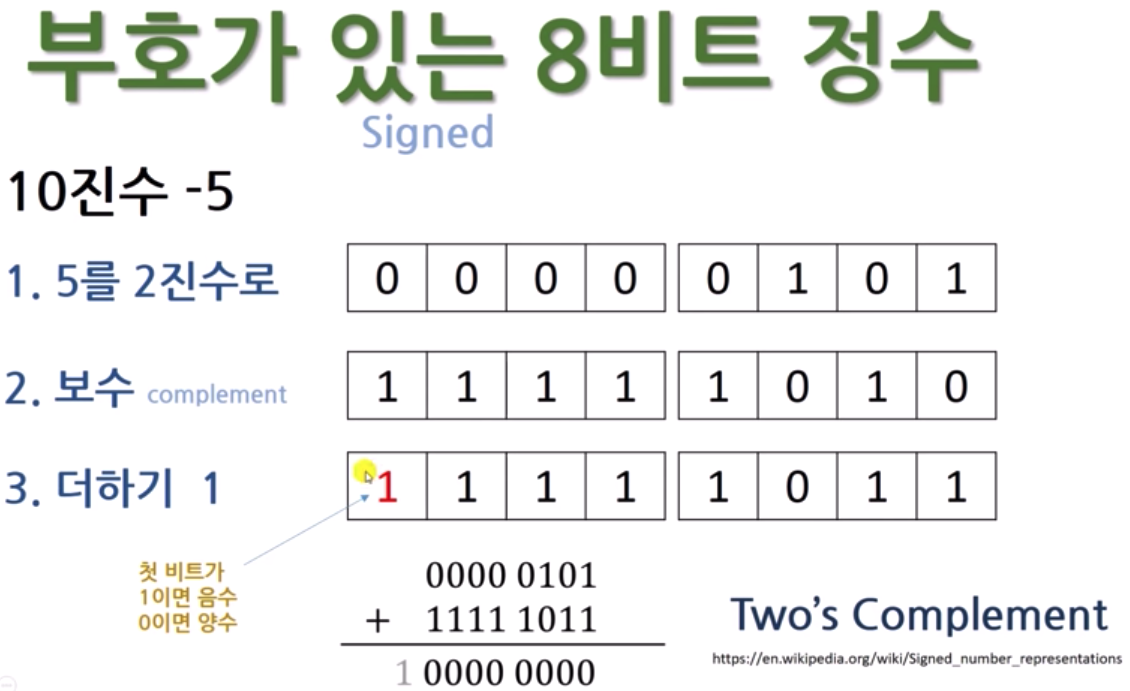 부호가 있는 8비트 정수
Signed
10진수 -5
1. 5를 2진수로 0 0 0 0 0 1 0 1
2. 보수 complement 1 1 1 1 1 0 1 0
3. 더하기 1 1 1 1 1 1 0 1 1
첫 비트가
1이면 음수
0이면 양수
0000 0101
+ 1111 1011
1 0000 0000
Two's Complement
https://en.wikipedia.org/wiki/Signed_number_representations